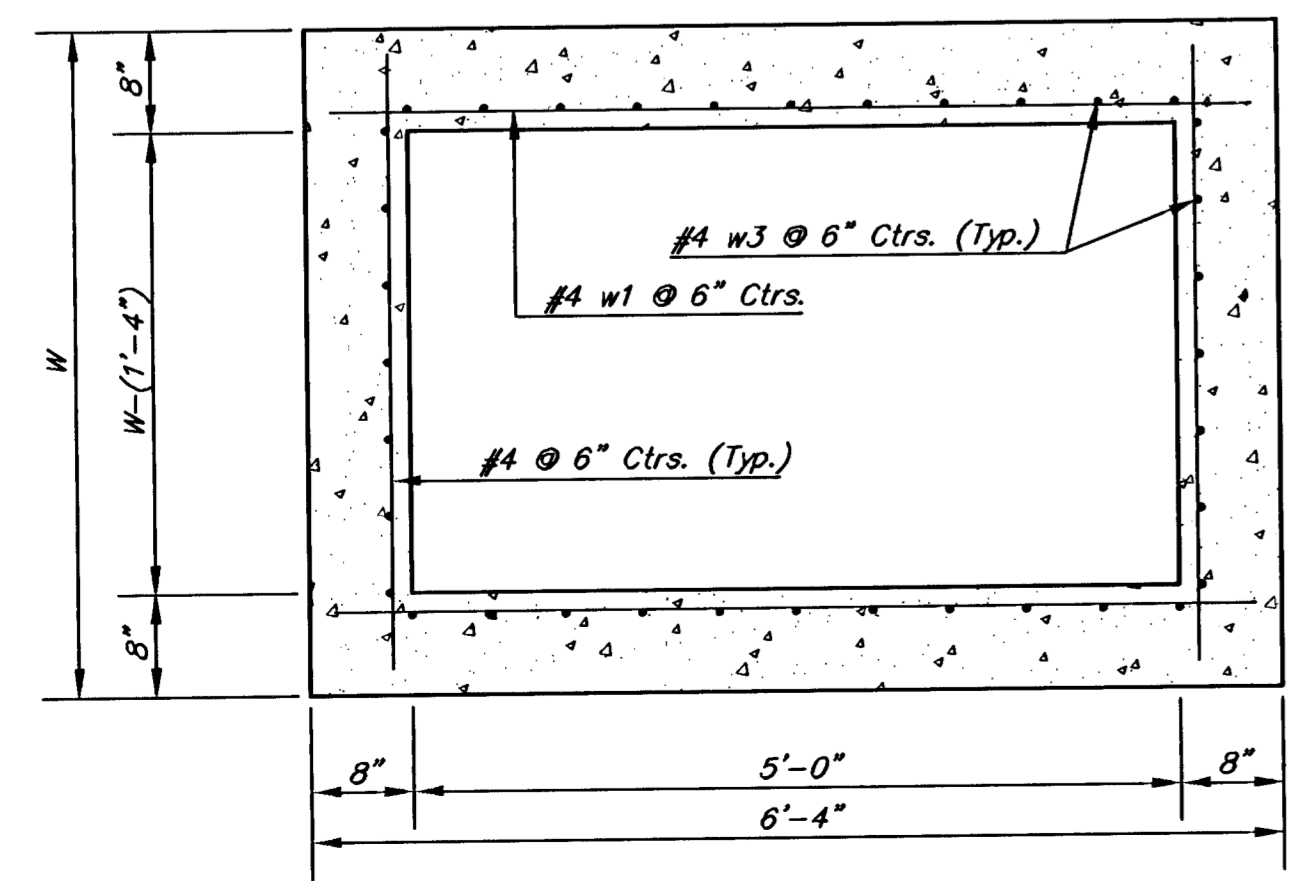 8"
W
W-(1'-4")
8"
#4 w3 @ 6" Ctrs. (Typ.)
#4 w1 @ 6" Ctrs.
#4 @ 6" Ctrs. (Typ.)
8"
5'-0"
8"
6'-4"